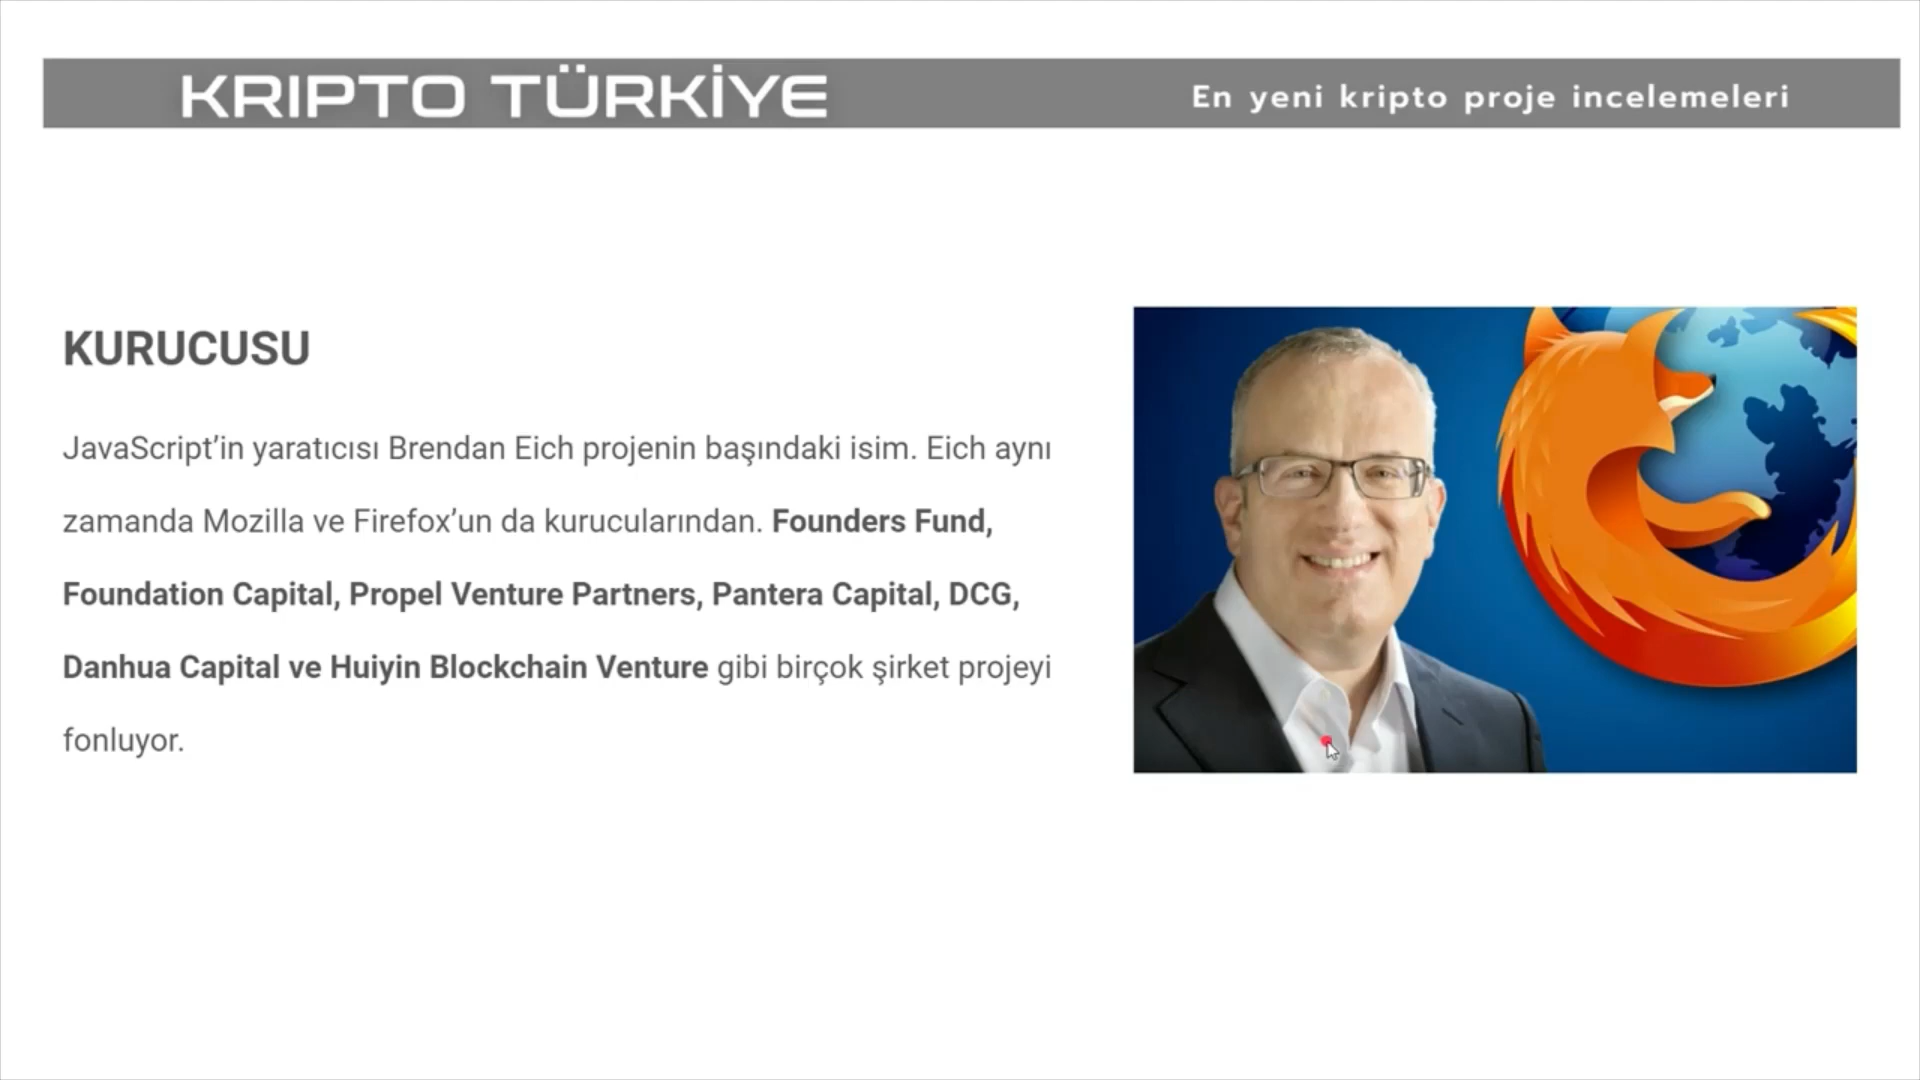 KRIPTO TÜRKİYE
En yeni kripto proje incelemeleri
KURUCUSU
JavaScript’in yaratıcısı Brendan Eich projenin başındaki isim. Eich aynı
zamanda Mozilla ve Firefox’un da kurucularından. Founders Fund,
Foundation Capital, Propel Venture Partners, Pantera Capital, DCG,
Danhua Capital ve Huiyin Blockchain Venture gibi birçok şirket projeyi
fonluyor.